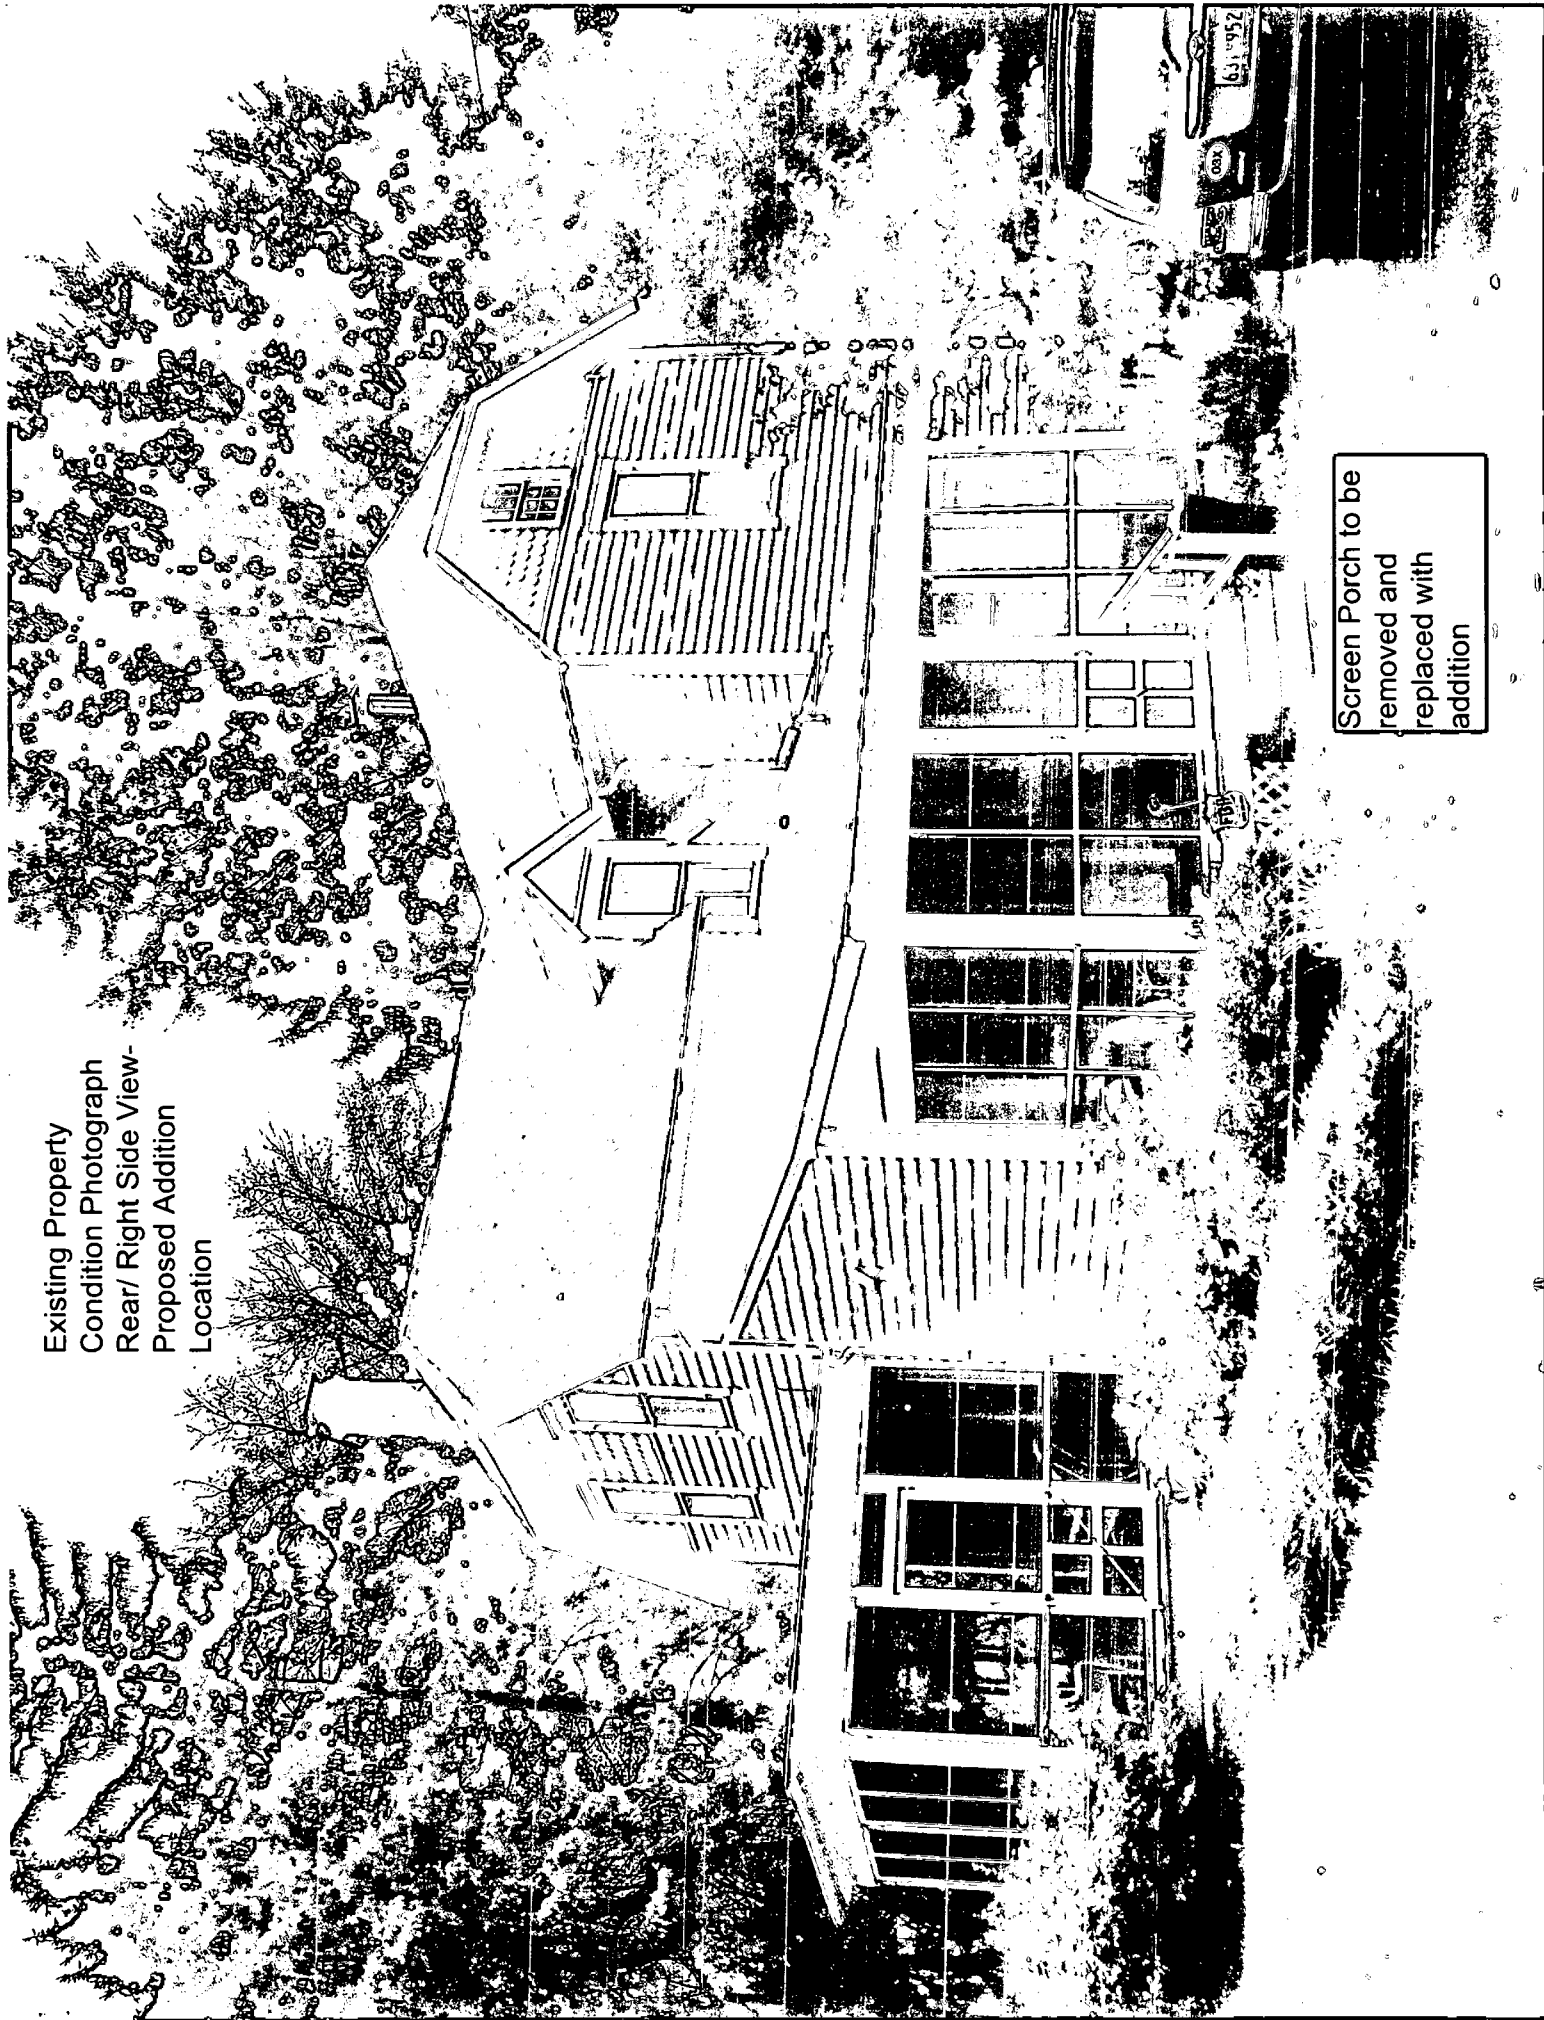 Existing Property
Condition Photograph
Rear/ Right Side View-
Proposed Addition
Location
Screen Porch to be
removed and
replaced with
addition